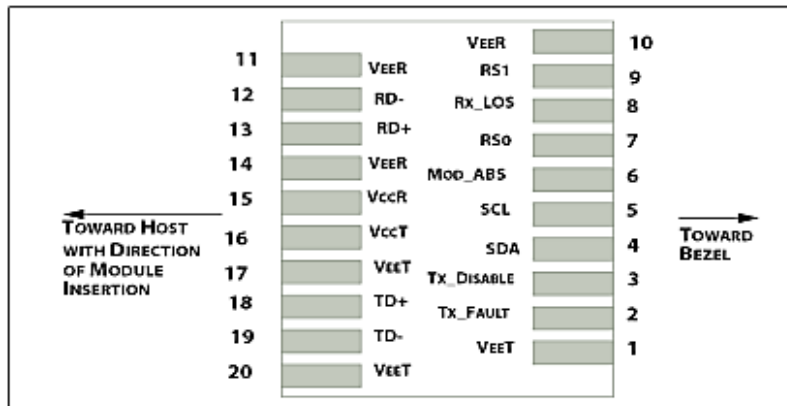 VEER 10
11 VEER RS1 9
12 RD- RX_LOS 8
13 RD+ RS0 7
14 VEER MOD_ABS 6
15 VCCR SCL 5
16 VCCT SDA 4
17 VEET TX_DISABLE 3
18 TD+ TX_FAULT 2
19 TD- VEET 1
20 VEET
TOWARD HOST
WITH DIRECTION
OF MODULE
INSERTION
TOWARD
BEZEL